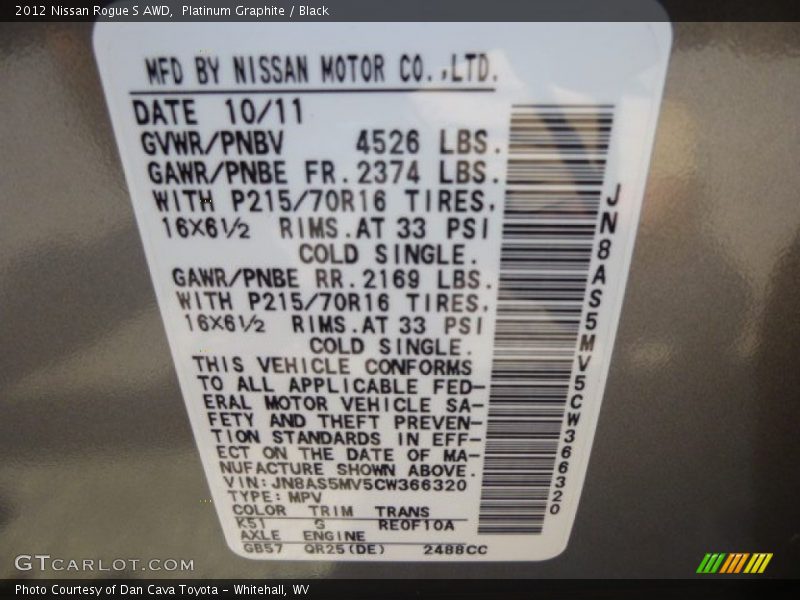 2012 Nissan Rogue S AWD,  Platinum Graphite / Black
MFD BY NISSAN MOTOR CO.,LTD.
DATE 10/11
GVWR/PNBV 4526 LBS.
GAWR/PNBE FR.2374 LBS.
WITH P215/70R16 TIRES,
16X6½ RIMS.AT 33 PSI
COLD SINGLE.
GAWR/PNBE RR.2169 LBS.
WITH P215/70R16 TIRES,
16X6½ RIMS.AT 33 PSI
COLD SINGLE.
THIS VEHICLE CONFORMS
TO ALL APPLICABLE FED-
ERAL MOTOR VEHICLE SA-
FETY AND THEFT PREVEN-
TION STANDARDS IN EFF-
ECT ON THE DATE OF MA-
NUFACTURE SHOWN ABOVE.
VIN:JN8AS5MV5CW366320
TYPE:MPV
COLOR TRIM TRANS
K51 G RE0F10A
AXLE ENGINE
GB57 QR25(DE) 2488CC
JN8AS5MV5CW366320
GTCARLOT.COM
Photo Courtesy of Dan Cava Toyota - Whitehall, WV